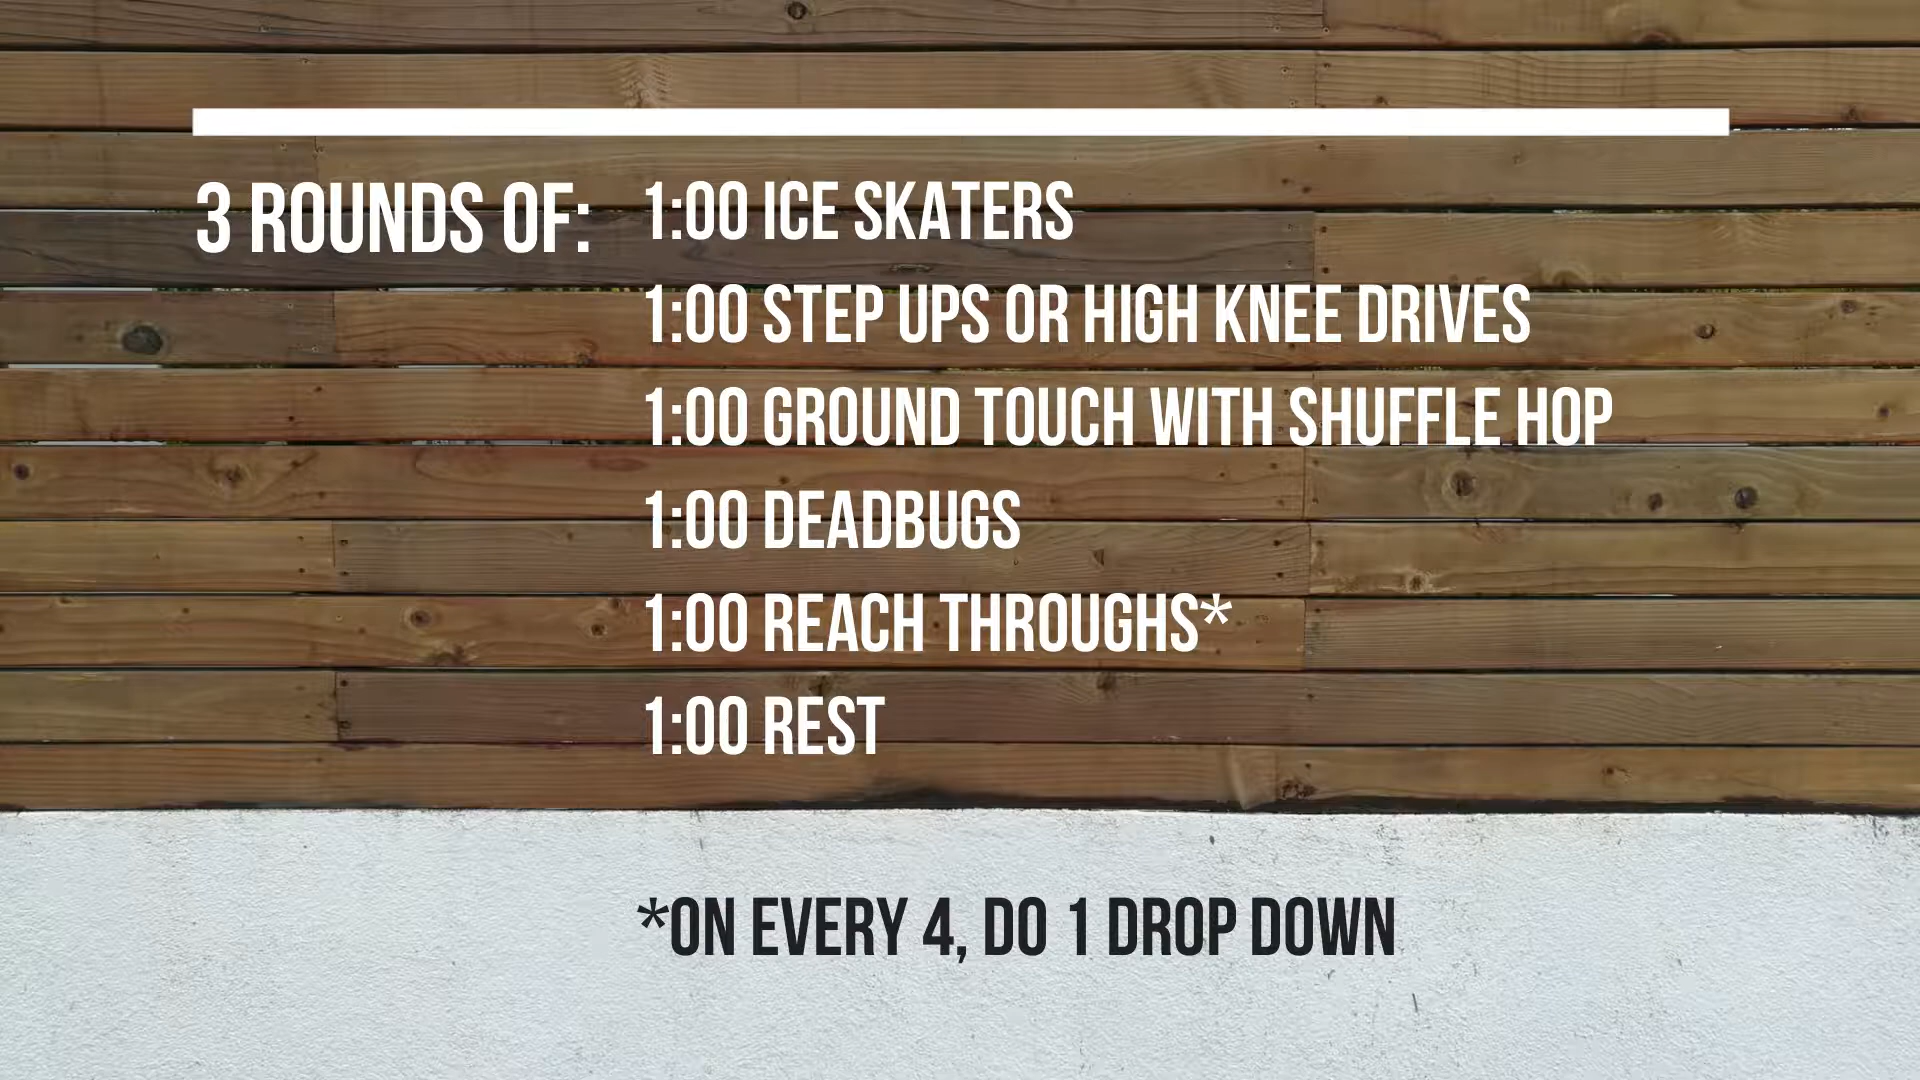 3 ROUNDS OF:
1:00 ICE SKATERS
1:00 STEP UPS OR HIGH KNEE DRIVES
1:00 GROUND TOUCH WITH SHUFFLE HOP
1:00 DEADBUGS
1:00 REACH THROUGHS*
1:00 REST
*ON EVERY 4, DO 1 DROP DOWN